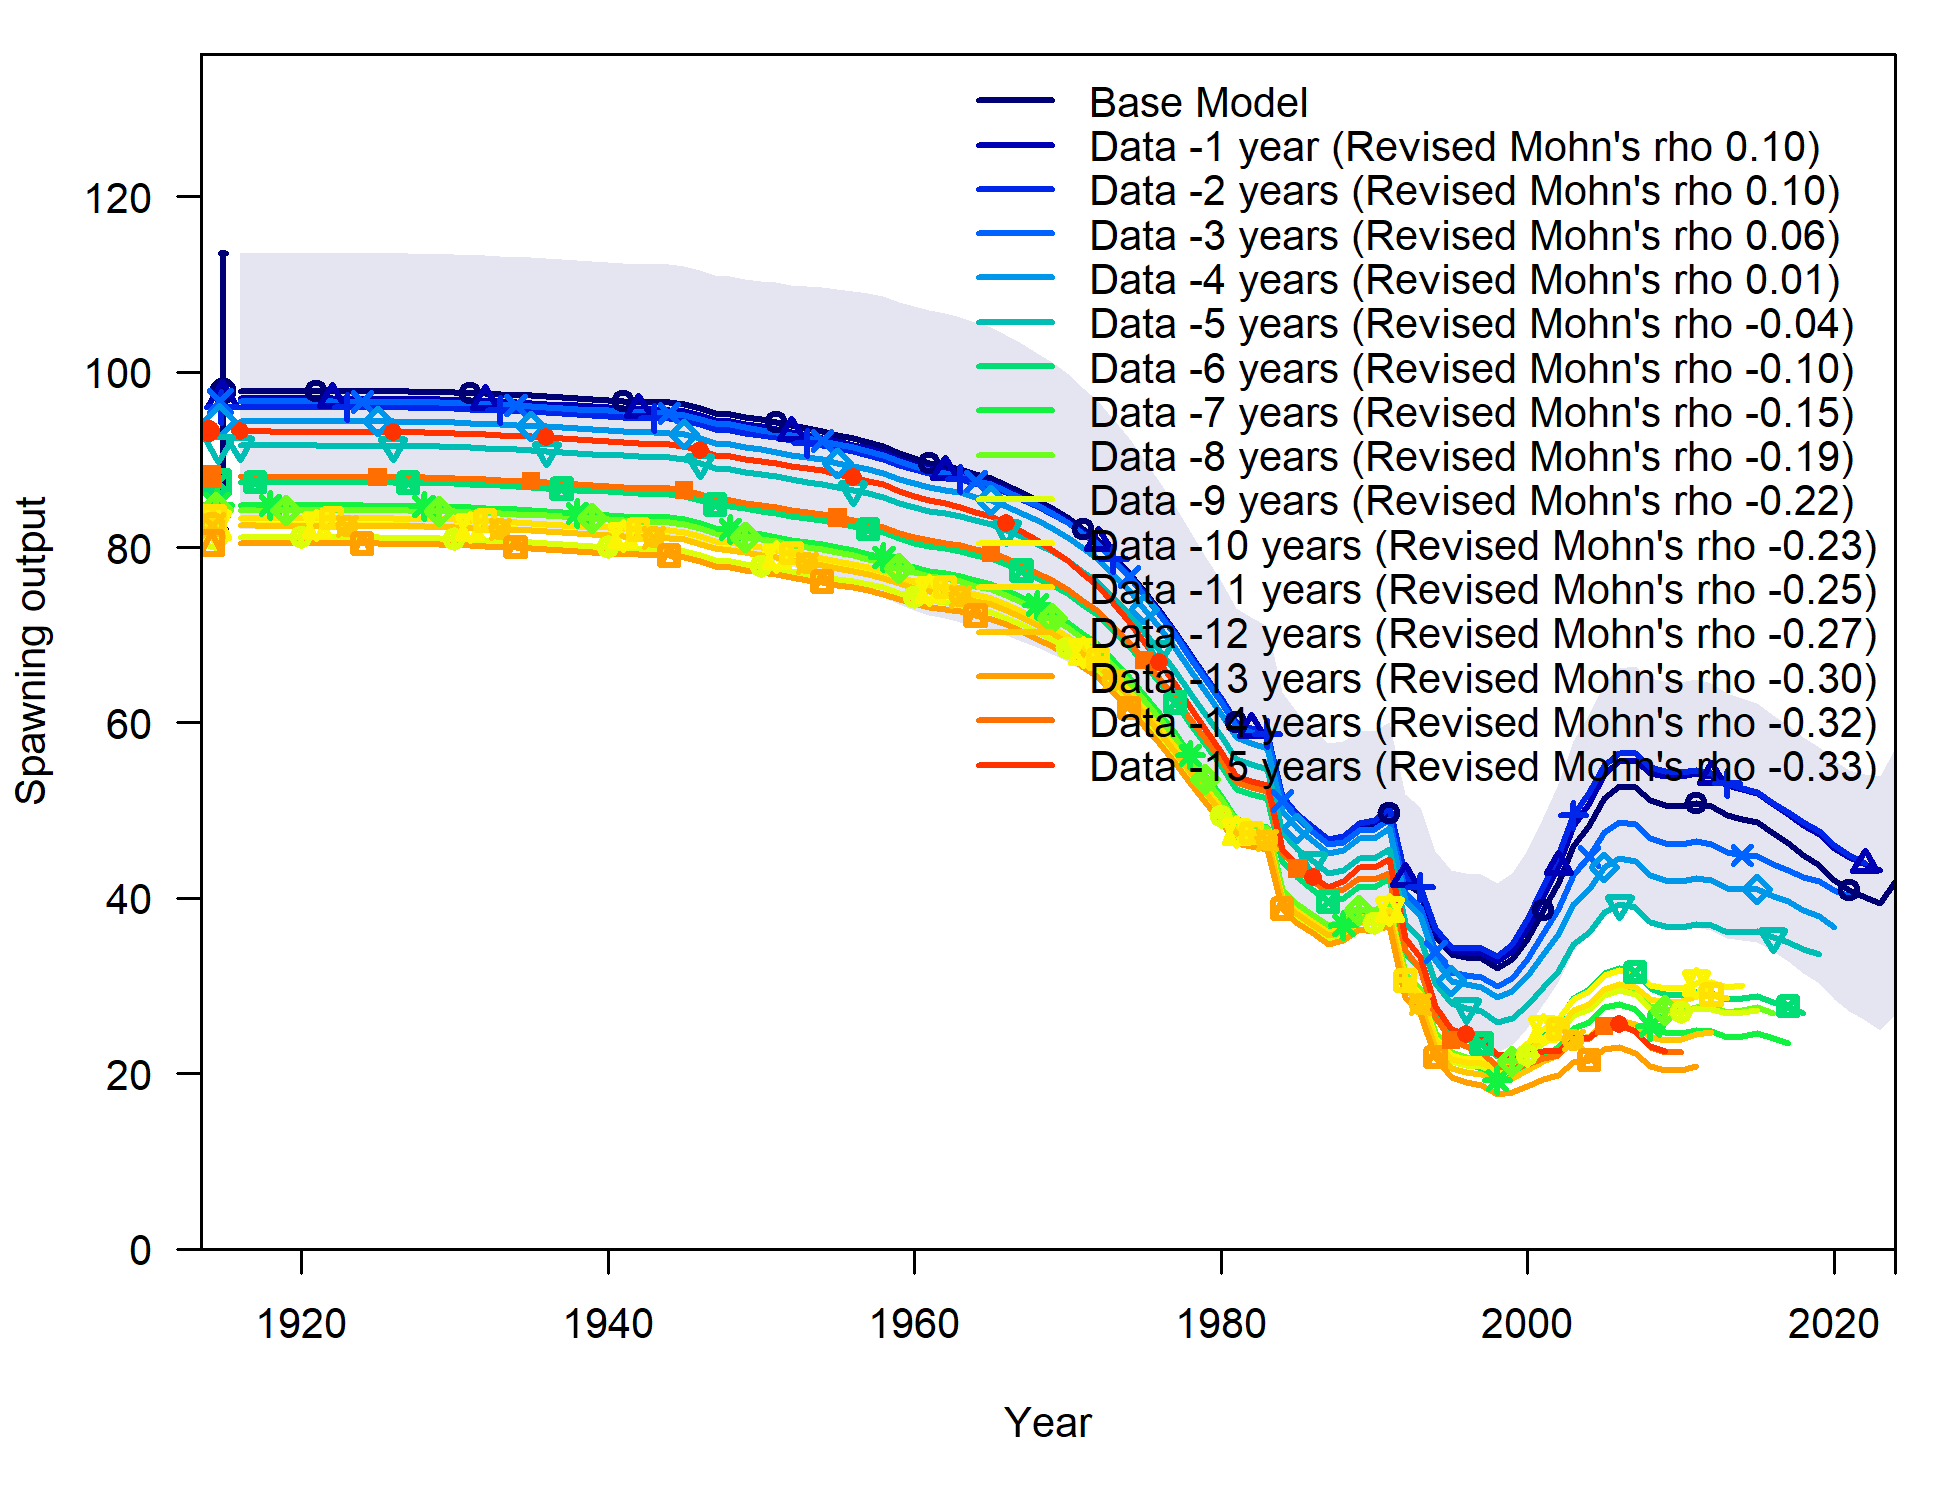 Base Model
Data -1 year (Revised Mohn's rho 0.10)
Data -2 years (Revised Mohn's rho 0.10)
Data -3 years (Revised Mohn's rho 0.06)
Data -4 years (Revised Mohn's rho 0.01)
Data -5 years (Revised Mohn's rho -0.04)
Data -6 years (Revised Mohn's rho -0.10)
Data -7 years (Revised Mohn's rho -0.15)
Data -8 years (Revised Mohn's rho -0.19)
Data -9 years (Revised Mohn's rho -0.22)
Data -10 years (Revised Mohn's rho -0.23)
Data -11 years (Revised Mohn's rho -0.25)
Data -12 years (Revised Mohn's rho -0.27)
Data -13 years (Revised Mohn's rho -0.30)
Data -14 years (Revised Mohn's rho -0.32)
Data -15 years (Revised Mohn's rho -0.33)
Spawning output
120
100
80
60
40
20
0
1920 1940 1960 1980 2000 2020
Year